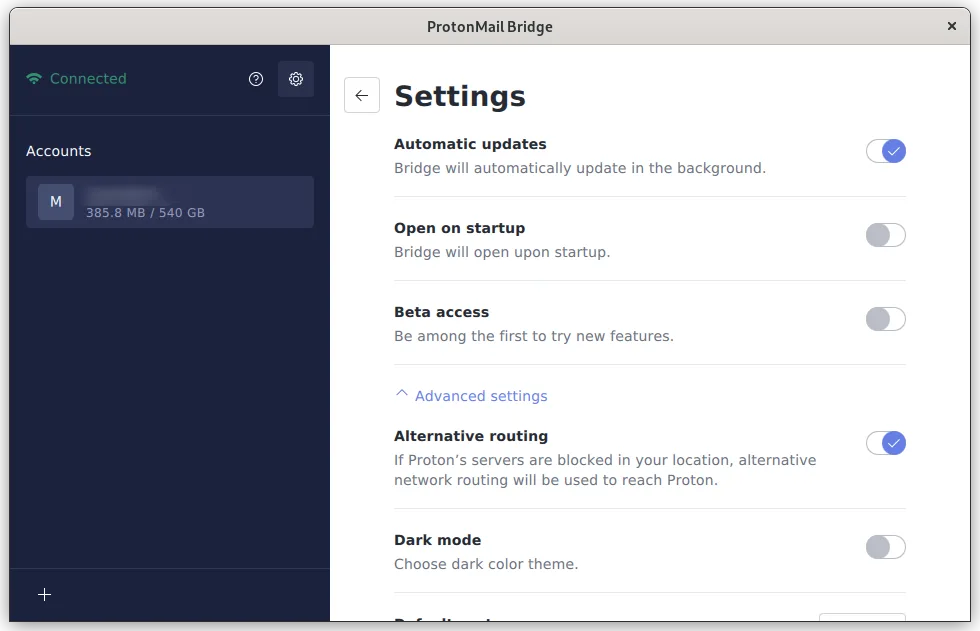 ProtonMail Bridge
Connected
Accounts
M
385.8 MB / 540 GB
Settings
Automatic updates
Bridge will automatically update in the background.
Open on startup
Bridge will open upon startup.
Beta access
Be among the first to try new features.
Advanced settings
Alternative routing
If Proton’s servers are blocked in your location, alternative
network routing will be used to reach Proton.
Dark mode
Choose dark color theme.